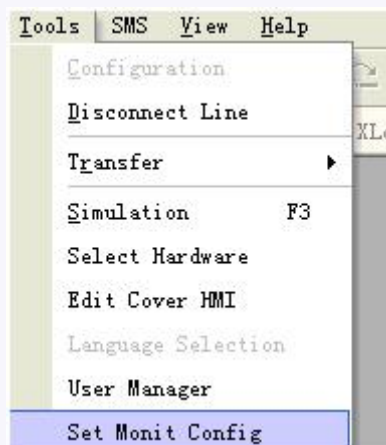 Tools SMS View Help
Configuration
Disconnect Line
Transfer
Simulation F3
Select Hardware
Edit Cover HMI
Language Selection
User Manager
Set Monit Config